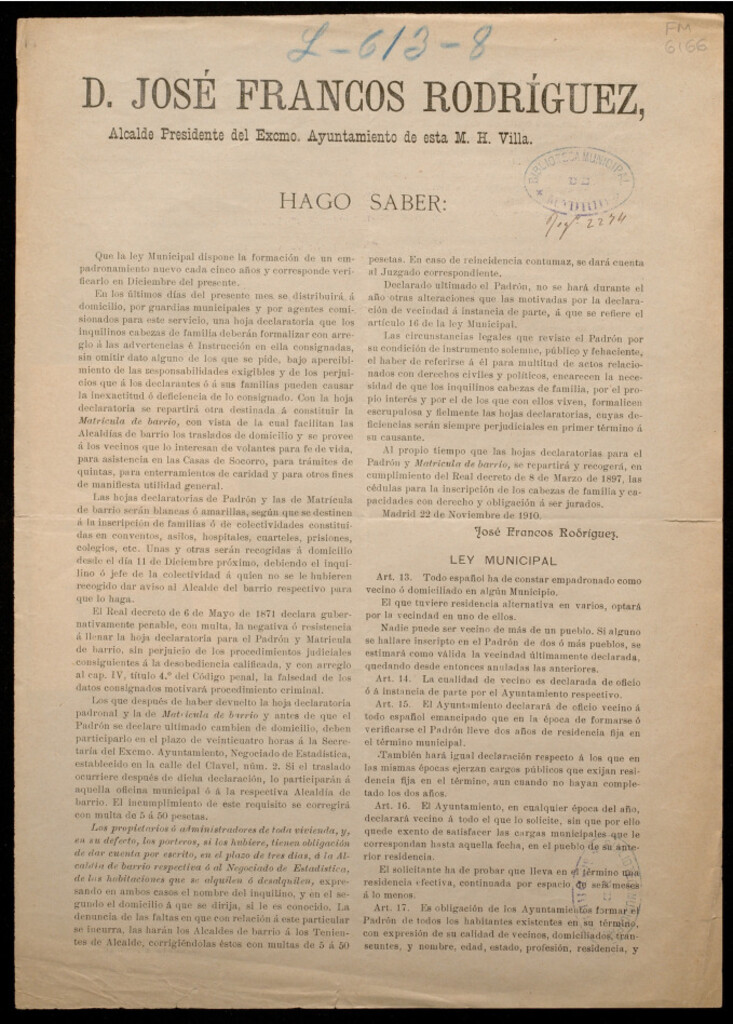 L-613-8
FM
6166
D. JOSÉ FRANCOS RODRÍGUEZ,
Alcalde Presidente del Excmo. Ayuntamiento de esta M. H. Villa.
BIBLIOTECA MUNICIPAL
DE
2274
HAGO SABER:
Que la ley Municipal dispone la formación de un em-
padronamiento nuevo cada cinco años y corresponde veri-
ficarlo en Diciembre del presente.
En los últimos días del presente mes se distribuirá, á
domicilio, por guardias municipales y por agentes comi-
sionados para este servicio, una hoja declaratoria que los
inquilinos cabezas de familia deberán formalizar con arre-
glo á las advertencias é instrucción en ella consignadas,
sin omitir dato alguno de los que se pide, bajo apercibi-
miento de las responsabilidades exigibles y de los perjui-
cios que á los declarantes ó á sus familias pueden causar
la inexactitud ó deficiencia de lo consignado. Con la hoja
declaratoria se repartirá otra destinada á constituir la
Matrícula de barrio, con vista de la cual facilitan las
Alcaldías de barrio los traslados de domicilio y se provee
á los vecinos que lo interesan de volantes para fe de vida,
para asistencia en las Casas de Socorro, para trámites de
quintas, para enterramientos de caridad y para otros fines
de manifiesta utilidad general.
Las hojas declaratorias de Padrón y las de Matrícula
de barrio serán blancas ó amarillas, según que se destinen
á la inscripción de familias ó de colectividades constituí-
das en conventos, asilos, hospitales, cuarteles, prisiones,
colegios, etc. Unas y otras serán recogidas á domicilio
desde el día 11 de Diciembre próximo, debiendo el inqui-
lino ó jefe de la colectividad á quien no se le hubieren
recogido dar aviso al Alcalde del barrio respectivo para
que lo haga.
El Real decreto de 6 de Mayo de 1871 declara guber-
nativamente penable, con multa, la negativa ó resistencia
á llenar la hoja declaratoria para el Padrón y Matrícula
de barrio, sin perjuicio de los procedimientos judiciales
consiguientes á la desobediencia calificada, y con arreglo
al cap. IV, título 4.º del Código penal, la falsedad de los
datos consignados motivará procedimiento criminal.
Los que después de haber devuelto la hoja declaratoria
padronal y la de Matrícula de barrio y antes de que el
Padrón se declare ultimado cambien de domicilio, deben
participarlo en el plazo de veinticuatro horas á la Secre-
taría del Excmo. Ayuntamiento, Negociado de Estadística,
establecido en la calle del Clavel, núm. 2. Si el traslado
ocurriere después de dicha declaración, lo participarán á
aquella oficina municipal ó á la respectiva Alcaldía de
barrio. El incumplimiento de este requisito se corregirá
con multa de 5 á 50 pesetas.
Los propietarios ó administradores de toda vivienda, y,
en su defecto, los porteros, si los hubiere, tienen obligación
de dar cuenta por escrito, en el plazo de tres días, á la Al-
caldía de barrio respectiva ó al Negociado de Estadística,
de las habitaciones que se alquilen ó desalquilen, expre-
sando en ambos casos el nombre del inquilino, y en el se-
gundo el domicilio á que se dirija, si le es conocido. La
denuncia de las faltas en que con relación á este particular
se incurra, las harán los Alcaldes de barrio á los Tenien-
tes de Alcalde, corrigiéndolas éstos con multas de 5 á 50
pesetas. En caso de reincidencia contumaz, se dará cuenta
al Juzgado correspondiente.
Declarado ultimado el Padrón, no se hará durante el
año otras alteraciones que las motivadas por la declara-
ción de vecindad á instancia de parte, á que se refiere el
artículo 16 de la ley Municipal.
Las circunstancias legales que reviste el Padrón por
su condición de instrumento solemne, público y fehaciente,
el haber de referirse á él para multitud de actos relacio-
nados con derechos civiles y políticos, encarecen la nece-
sidad de que los inquilinos cabezas de familia, por el pro-
pio interés y por el de los que con ellos viven, formalicen
escrupulosa y fielmente las hojas declaratorias, cuyas de-
ficiencias serán siempre perjudiciales en primer término á
su causante.
Al propio tiempo que las hojas declaratorias para el
Padrón y Matrícula de barrio, se repartirá y recogerá, en
cumplimiento del Real decreto de 8 de Marzo de 1897, las
cédulas para la inscripción de los cabezas de familia y ca-
pacidades con derecho y obligación á ser jurados.
Madrid 22 de Noviembre de 1910.
José Francos Rodríguez.
LEY MUNICIPAL
Art. 13. Todo español ha de constar empadronado como
vecino ó domiciliado en algún Municipio.
El que tuviere residencia alternativa en varios, optará
por la vecindad en uno de ellos.
Nadie puede ser vecino de más de un pueblo. Si alguno
se hallare inscripto en el Padrón de dos ó más pueblos, se
estimará como válida la vecindad últimamente declarada,
quedando desde entonces anuladas las anteriores.
Art. 14. La cualidad de vecino es declarada de oficio
ó á instancia de parte por el Ayuntamiento respectivo.
Art. 15. El Ayuntamiento declarará de oficio vecino á
todo español emancipado que en la época de formarse ó
verificarse el Padrón lleve dos años de residencia fija en
el término municipal.
También hará igual declaración respecto á los que en
las mismas épocas ejerzan cargos públicos que exijan resi-
dencia fija en el término, aun cuando no hayan comple-
tado los dos años.
Art. 16. El Ayuntamiento, en cualquier época del año,
declarará vecino á todo el que lo solicite, sin que por ello
quede exento de satisfacer las cargas municipales que le
correspondan hasta aquella fecha, en el pueblo de su ante-
rior residencia.
El solicitante ha de probar que lleva en el término una
residencia efectiva, continuada por espacio de seis meses
á lo menos.
Art. 17. Es obligación de los Ayuntamientos formar el
Padrón de todos los habitantes existentes en su término,
con expresión de su calidad de vecinos, domiciliados, tran-
seuntes, y nombre, edad, estado, profesión, residencia, y